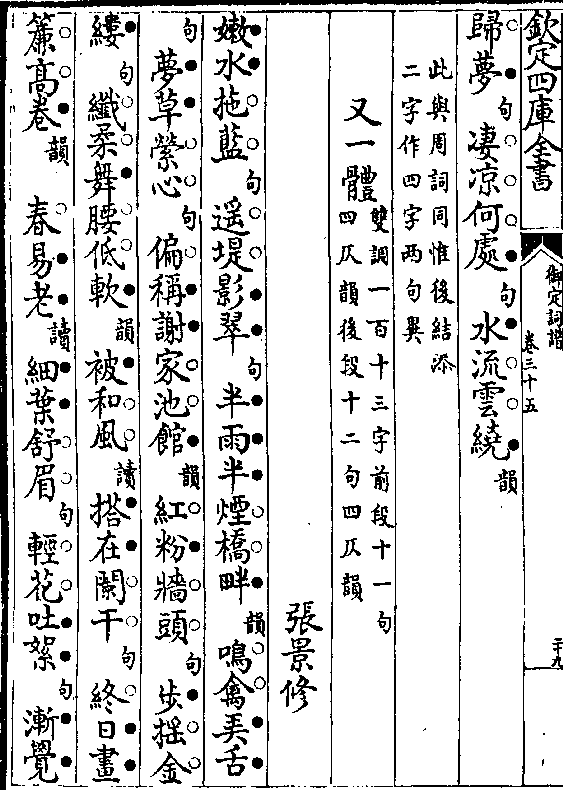 欽定四庫全書
御定詞譜
卷三十五
二十九
歸夢句凄凉何處句水流雲繞韻
此與周詞同惟後結添
二字作四字两句異
又一體雙調一百十三字前段十一句
四仄韻後段十二句四仄韻
張景修
嫩水拖藍句遥堤影翠句半雨半煙橋畔韻鳴禽弄舌
句夢草縈心句偏稱謝家池館韻紅粉牆頭句步揺金
縷句纖柔舞腰低軟韻被和風讀搭在闌干句終日畫
簾高卷韻春易老讀細葉舒眉句輕花吐絮句漸覺